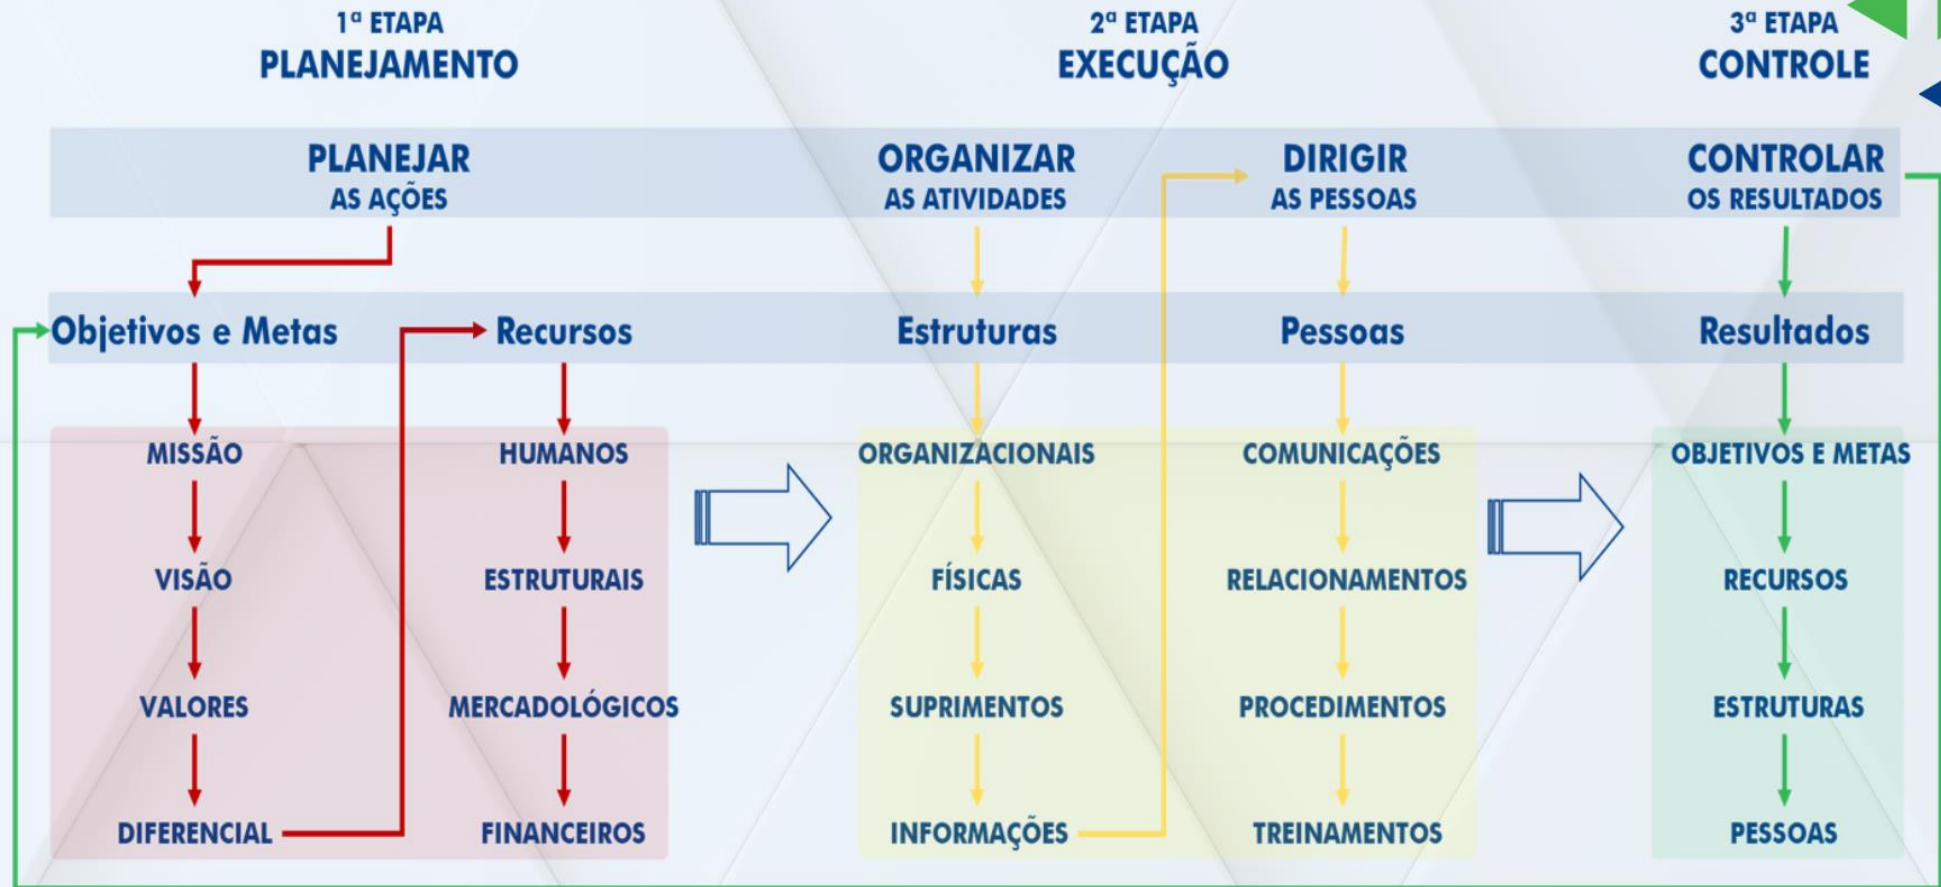 1ª ETAPA
PLANEJAMENTO
2ª ETAPA
EXECUÇÃO
3ª ETAPA
CONTROLE
PLANEJAR
AS AÇÕES
ORGANIZAR
AS ATIVIDADES
DIRIGIR
AS PESSOAS
CONTROLAR
OS RESULTADOS
Objetivos e Metas
Recursos
Estruturas
Pessoas
Resultados
MISSÃO
VISÃO
VALORES
DIFERENCIAL
HUMANOS
ESTRUTURAIS
MERCADOLÓGICOS
FINANCEIROS
ORGANIZACIONAIS
FÍSICAS
SUPRIMENTOS
INFORMAÇÕES
COMUNICAÇÕES
RELACIONAMENTOS
PROCEDIMENTOS
TREINAMENTOS
OBJETIVOS E METAS
RECURSOS
ESTRUTURAS
PESSOAS